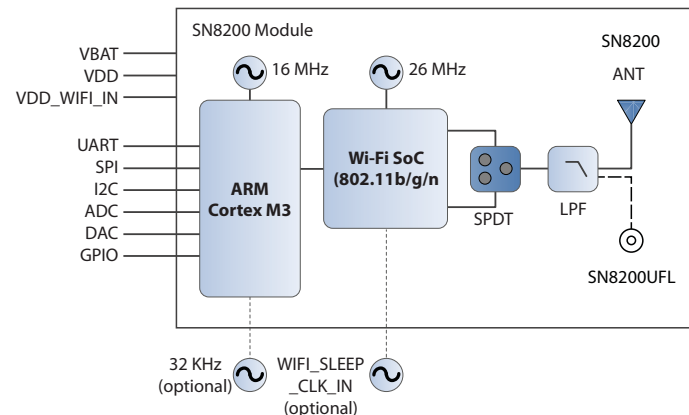 SN8200 Module
VBAT
VDD
VDD_WIFI_IN
16 MHz
26 MHz
SN8200
ANT
UART
SPI
I2C
ADC
DAC
GPIO
ARM
Cortex M3
Wi-Fi SoC
(802.11b/g/n
SPDT
LPF
SN8200UFL
32 KHz
(optional)
WIFI_SLEEP
_CLK_IN
(optional)